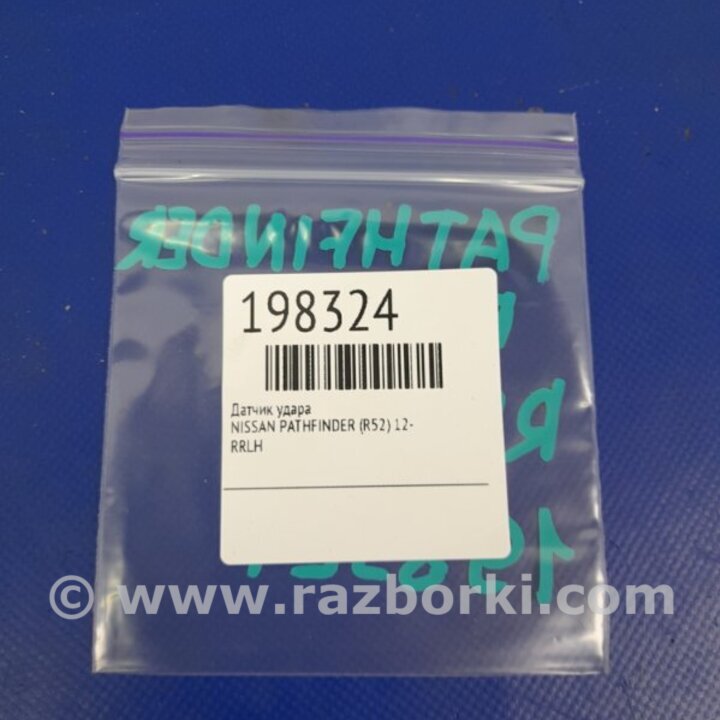 PATHFINDER
198324
Датчик удара
NISSAN PATHFINDER (R52) 12-
RRLH
© www.razborki.com